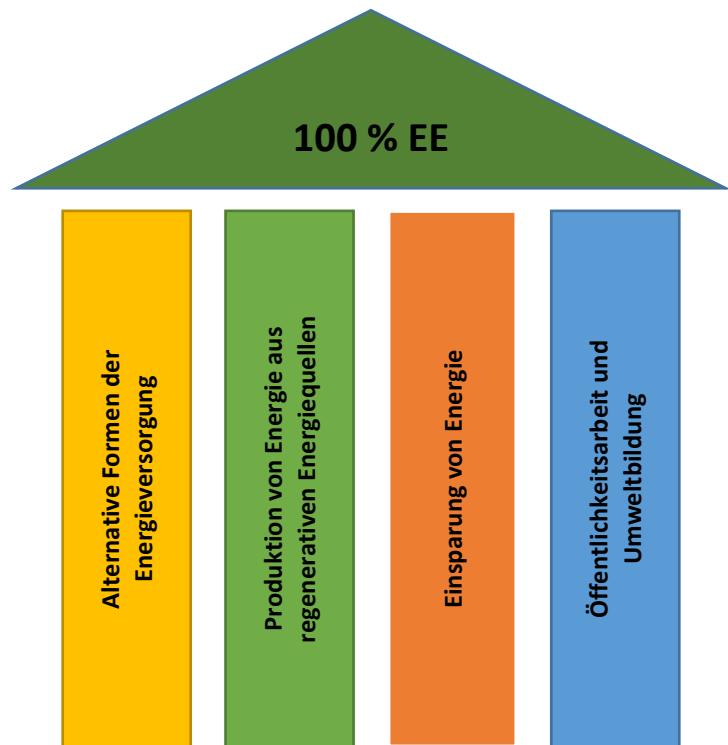 100 % EE
Alternative Formen der
Energieversorgung
Produktion von Energie aus
regenerativen Energiequellen
Einsparung von Energie
Öffentlichkeitsarbeit und
Umweltbildung